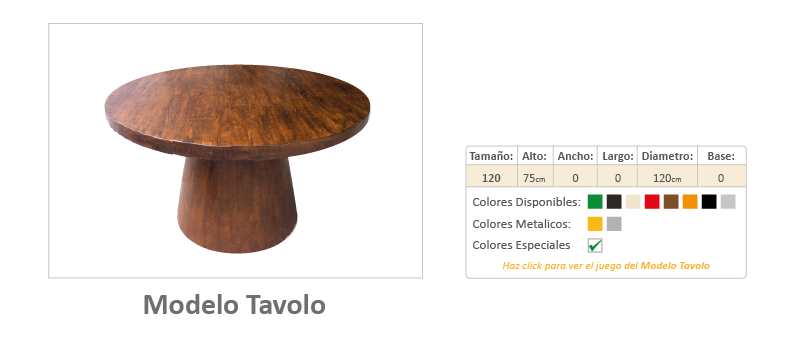 Tamaño: Alto: Ancho: Largo: Diametro: Base:
120 75cm 0 0 120cm 0
Colores Disponibles:
Colores Metalicos:
Colores Especiales
Haz click para ver el juego del Modelo Tavolo
Modelo Tavolo